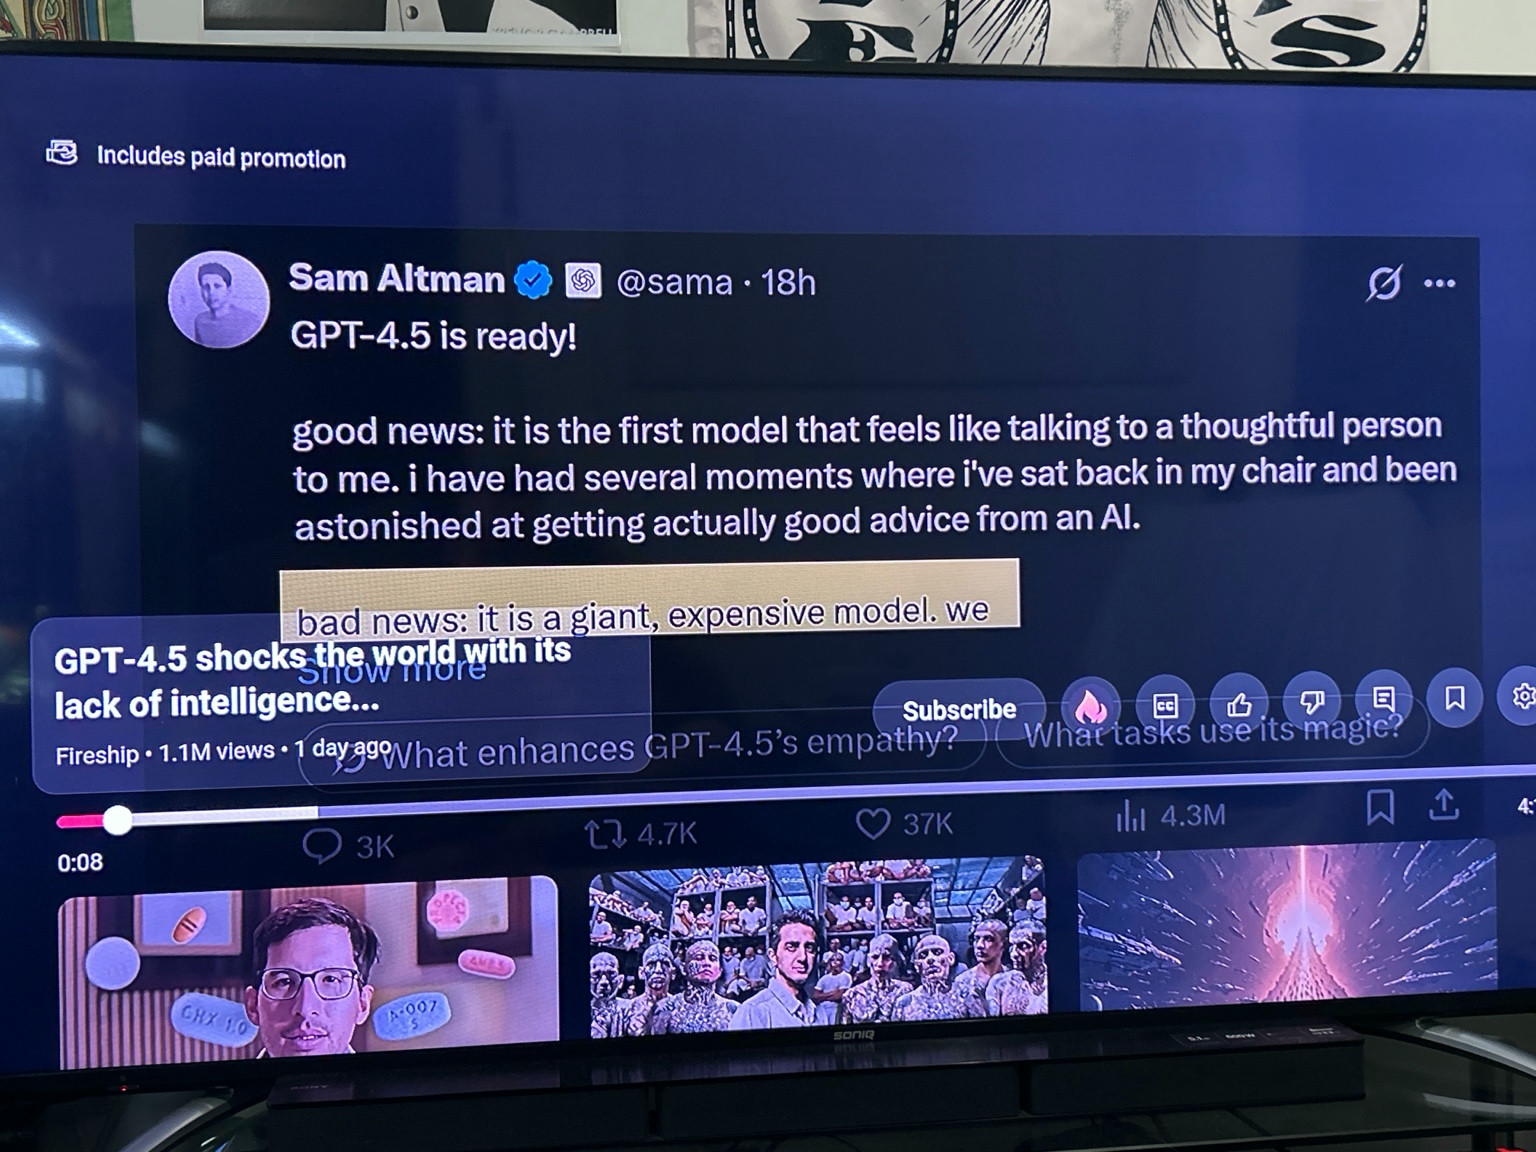 Includes paid promotion
Sam Altman @sama · 18h
GPT-4.5 is ready!
good news: it is the first model that feels like talking to a thoughtful person
to me. i have had several moments where i've sat back in my chair and been
astonished at getting actually good advice from an AI.
bad news: it is a giant, expensive model. we
Show more
GPT-4.5 shocks the world with its
lack of intelligence...
Fireship • 1.1M views • 1 day ago
Subscribe
CC
What enhances GPT-4.5's empathy?
What tasks use its magic?
0:08
3K
4.7K
37K
4.3M
CHX 1.0
A-007
S
SONIQ